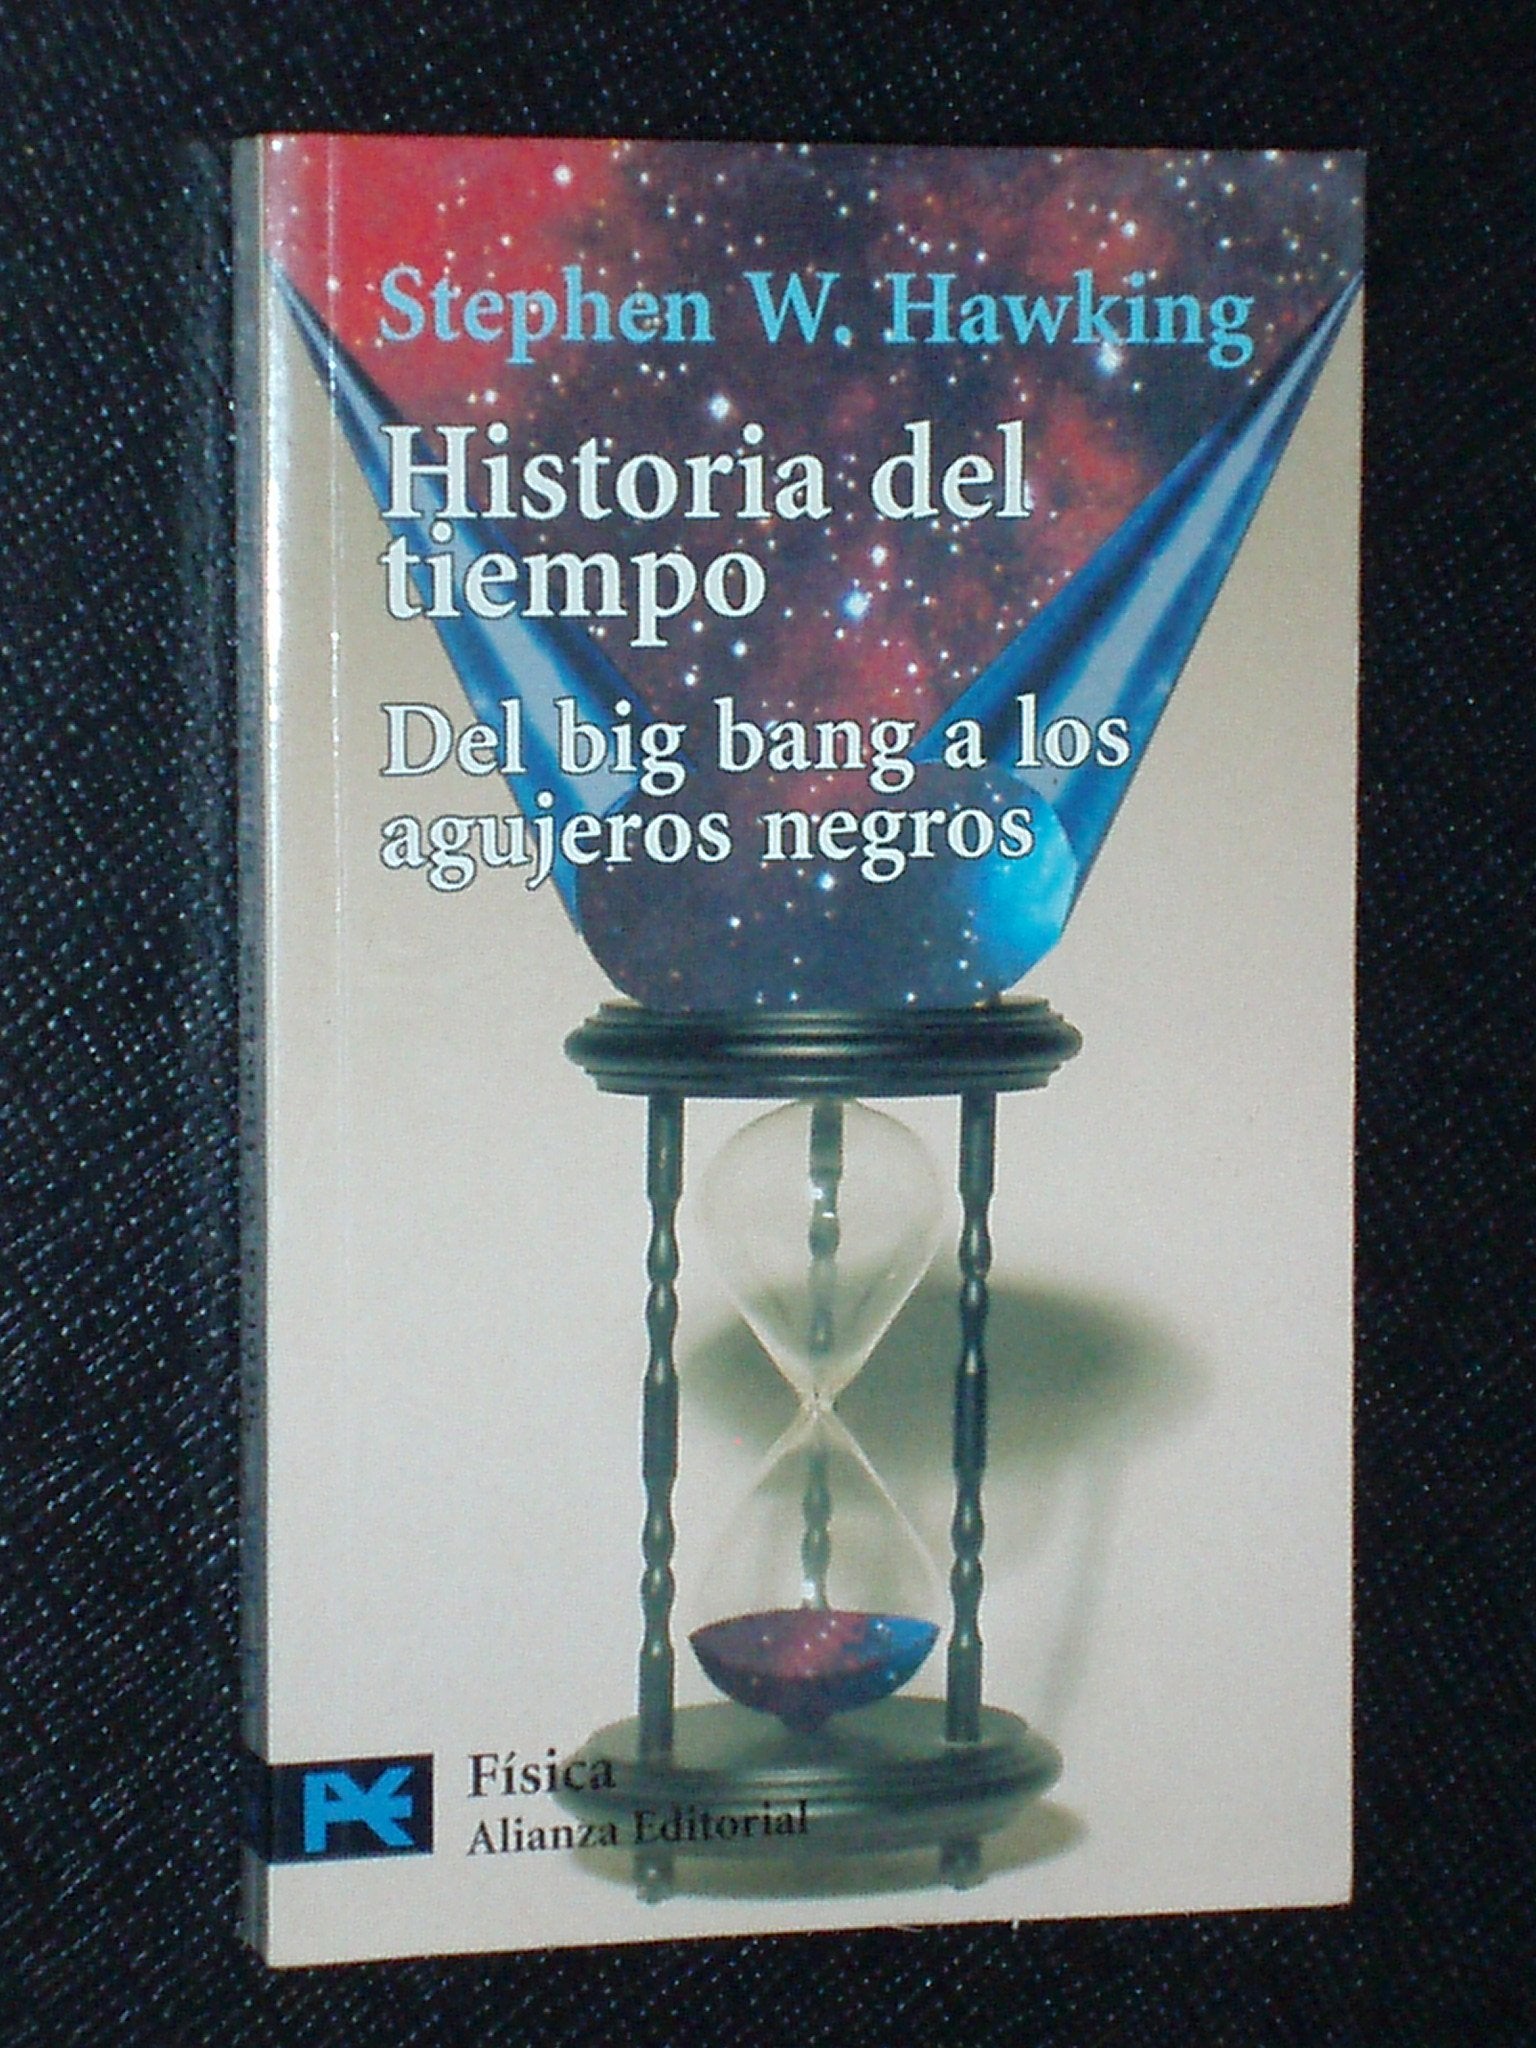 Stephen W. Hawking
Historia del
tiempo
Del big bang a los
agujeros negros
Física
Alianza Editorial